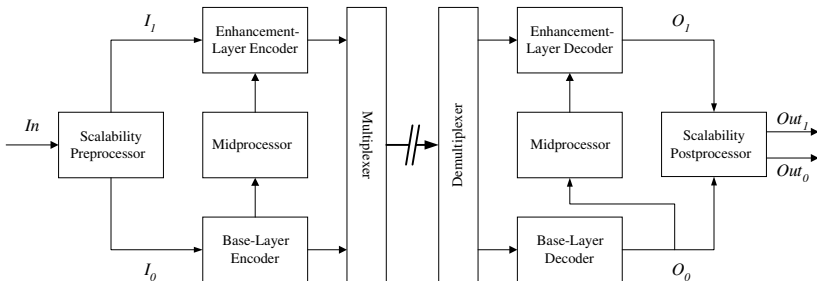 I1
Enhancement-
Layer Encoder
Enhancement-
Layer Decoder
O1
In
Scalability
Preprocessor
Midprocessor
Multiplexer
Demultiplexer
Midprocessor
Scalability
Postprocessor
Out1
Out0
I0
Base-Layer
Encoder
Base-Layer
Decoder
O0